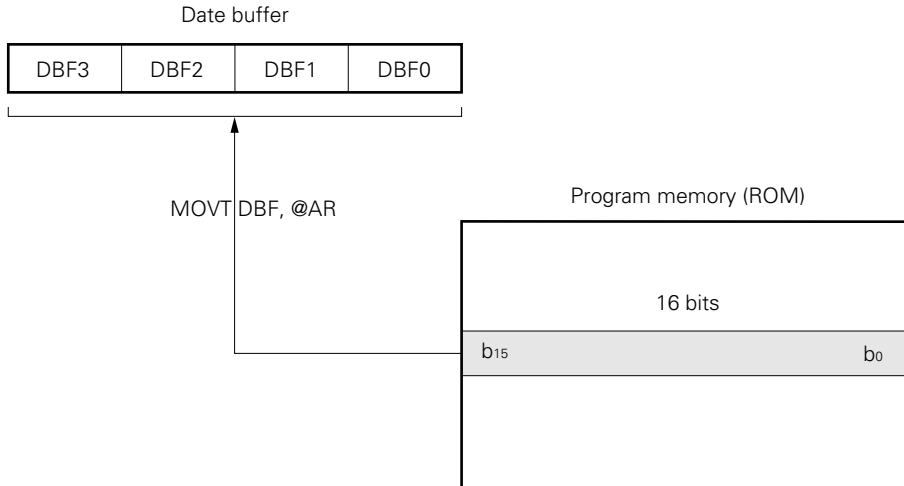 Date buffer
DBF3 DBF2 DBF1 DBF0
MOVT DBF, @AR
Program memory (ROM)
16 bits
b15 b0